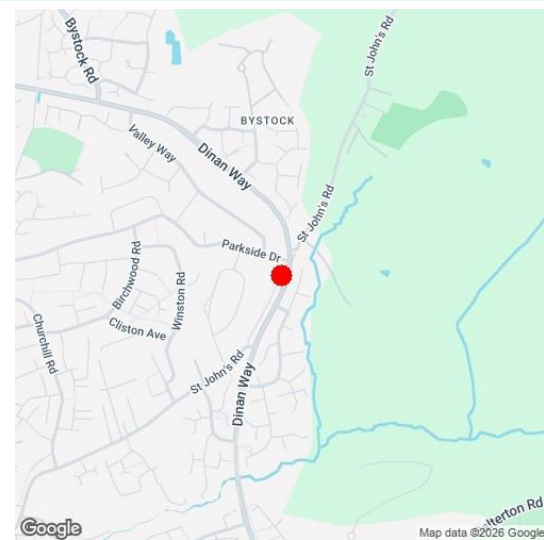 Bystock Rd
St John's Rd
BYSTOCK
Valley Way
Dinan Way
St John's Rd
Parkside Dr
Birchwood Rd
Winston Rd
Cliston Ave
Churchill Rd
St John's Rd
Dinan Way
Google
Map data ©2026 Google